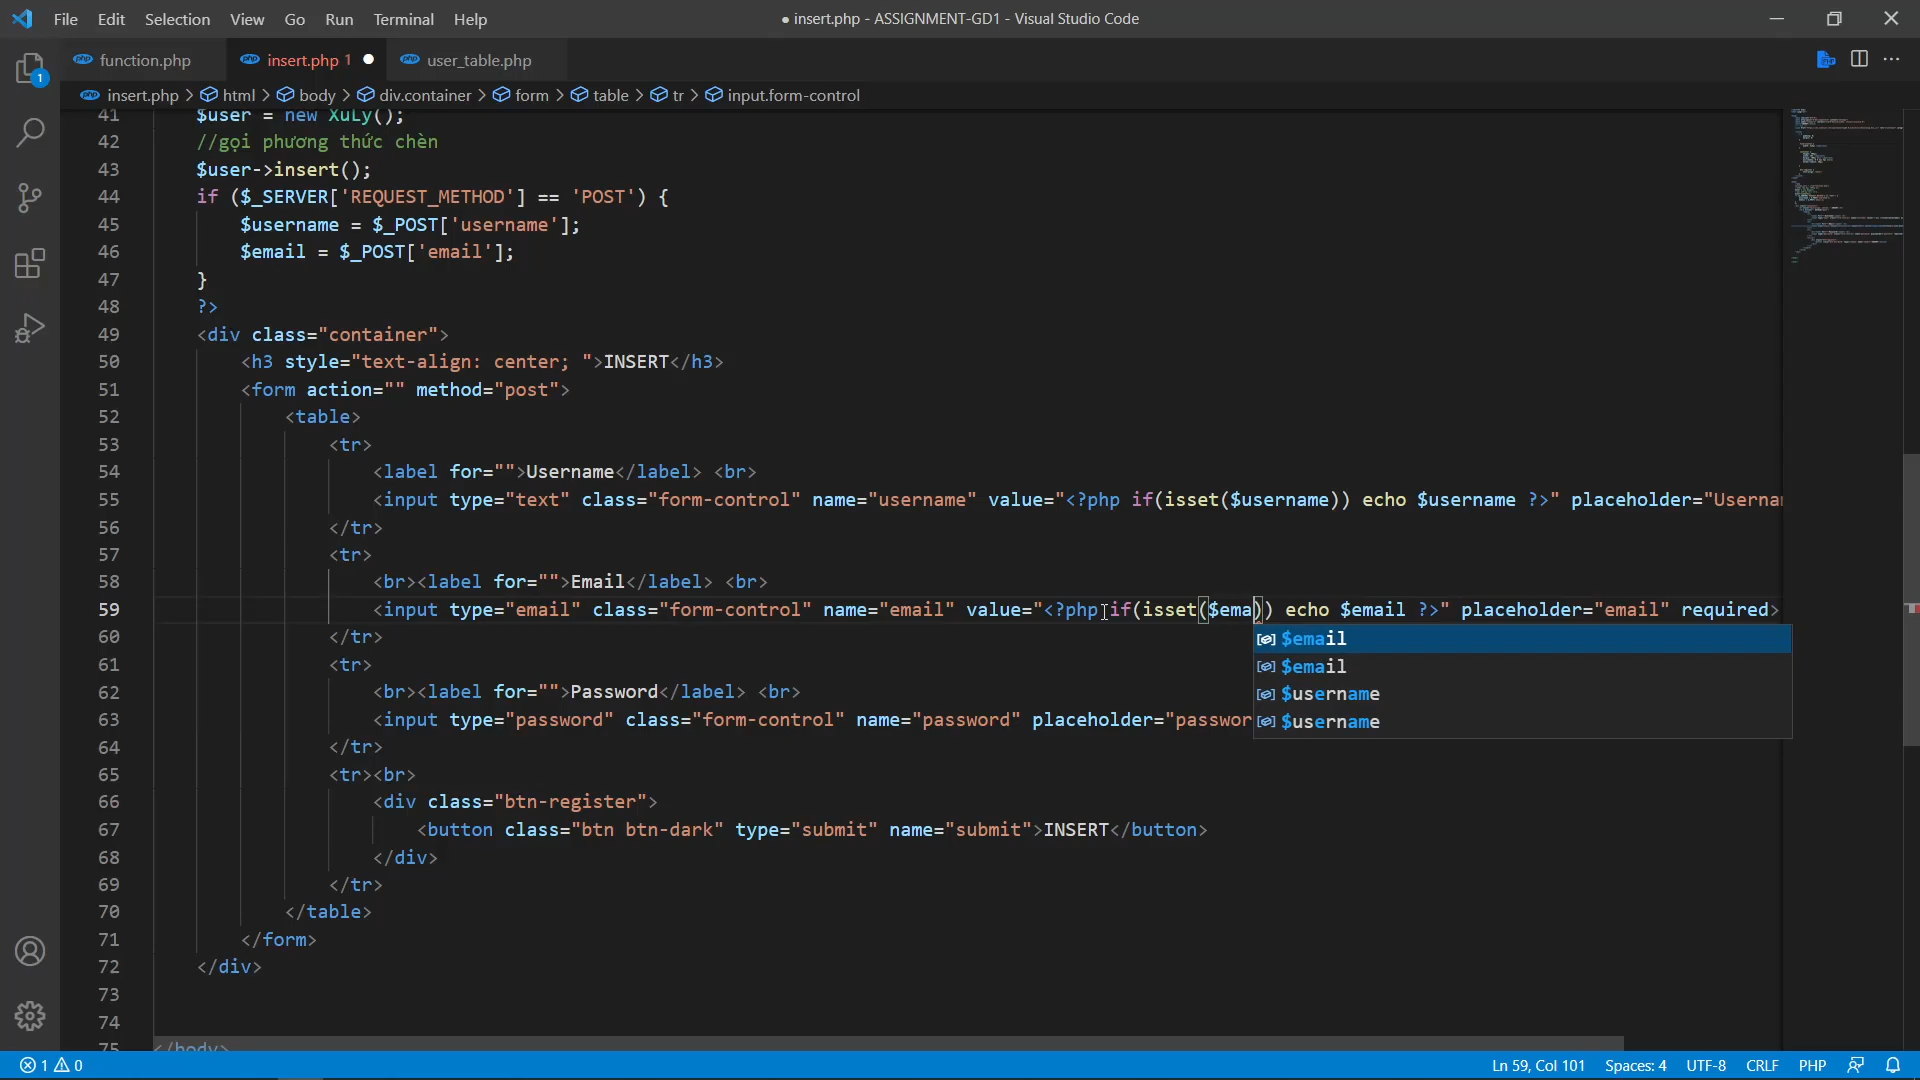 File Edit Selection View Go Run Terminal Help
● insert.php - ASSIGNMENT-GD1 - Visual Studio Code
1
function.php
insert.php 1 ●
user_table.php
insert.php > html > body > div.container > form > table > tr > input.form-control
41 $user = new XuLy();
42 //gọi phương thức chèn
43 $user->insert();
44 if ($_SERVER['REQUEST_METHOD'] == 'POST') {
45 $username = $_POST['username'];
46 $email = $_POST['email'];
47 }
48 ?>
49 <div class="container">
50 <h3 style="text-align: center; ">INSERT</h3>
51 <form action="" method="post">
52 <table>
53 <tr>
54 <label for="">Username</label> <br>
55 <input type="text" class="form-control" name="username" value="<?php if(isset($username)) echo $username ?>" placeholder="Userna
56 </tr>
57 <tr>
58 <br><label for="">Email</label> <br>
59 <input type="email" class="form-control" name="email" value="<?php if(isset($ema)) echo $email ?>" placeholder="email" required>
$email
60 </tr>
61 <tr>
$email
62 <br><label for="">Password</label> <br>
$username
63 <input type="password" class="form-control" name="password" placeholder="passwor
$username
64 </tr>
65 <tr><br>
66 <div class="btn-register">
67 <button class="btn btn-dark" type="submit" name="submit">INSERT</button>
68 </div>
69 </tr>
70 </table>
71 </form>
72 </div>
73
74
75 </body>
1 0
Ln 59, Col 101 Spaces: 4 UTF-8 CRLF PHP